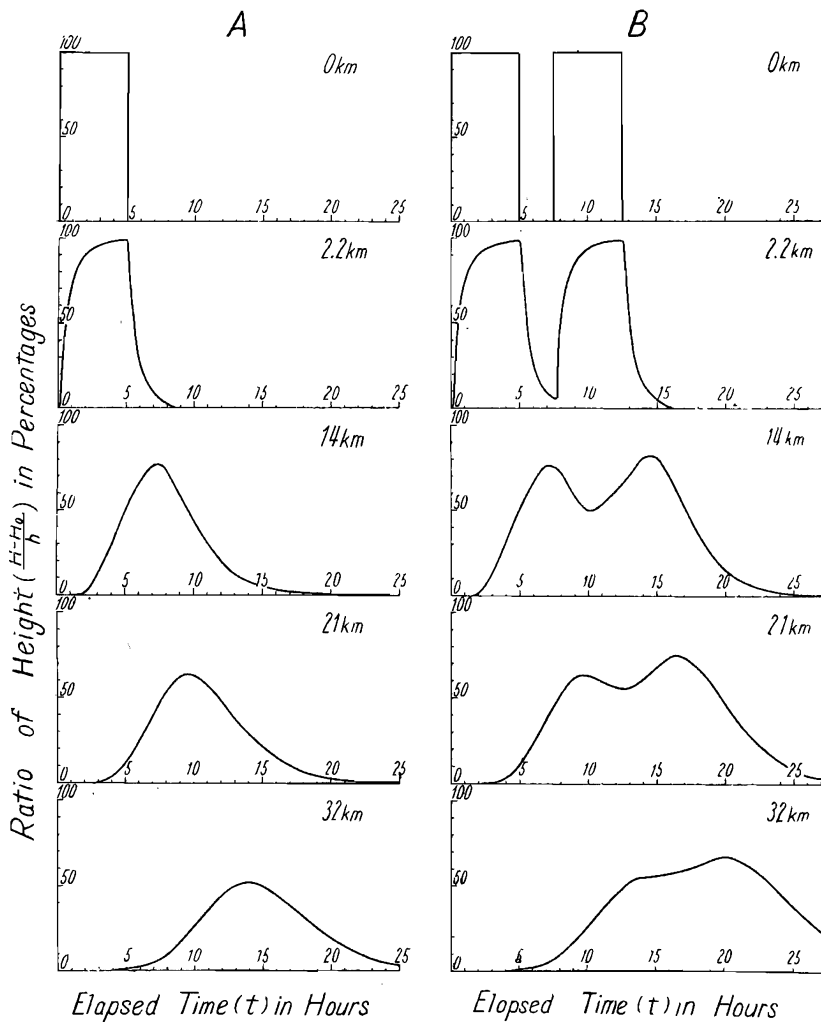 A B
100 0km 100 0km
50 50
0 5 10 15 20 25 0 5 10 15 20 25
100 2.2km 100 2.2km
50 50
0 5 10 15 20 25 0 5 10 15 20 25
100 14km 100 14km
50 50
0 5 10 15 20 25 0 5 10 15 20 25
100 21km 100 21km
50 50
0 5 10 15 20 25 0 5 10 15 20 25
100 32km 100 32km
50 50
0 5 10 15 20 25 0 10 15 20 25
Ratio of Height (H-H₀/h) in Percentages
Elapsed Time (t) in Hours Elapsed Time (t) in Hours